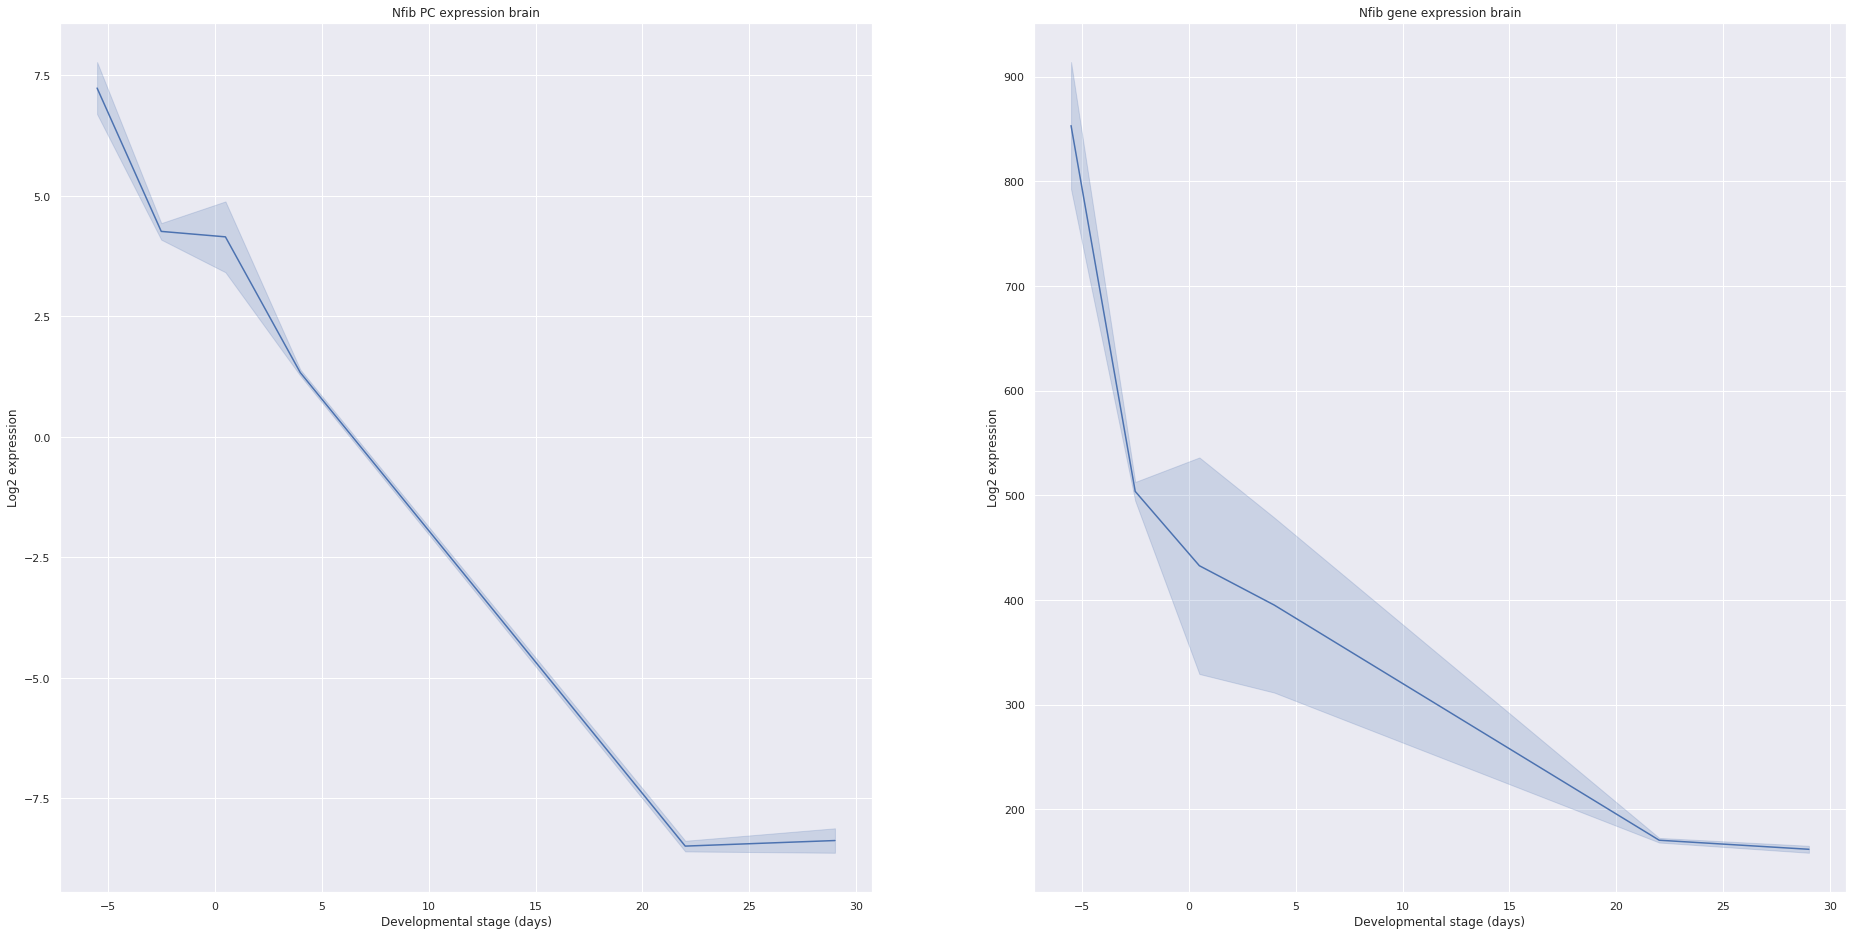 Nfib PC expression brain
7.5
5.0
2.5
0.0
−2.5
−5.0
−7.5
Log2 expression
−5 0 5 10 15 20 25 30
Developmental stage (days)
Nfib gene expression brain
900
800
700
600
500
400
300
200
Log2 expression
−5 0 5 10 15 20 25 30
Developmental stage (days)